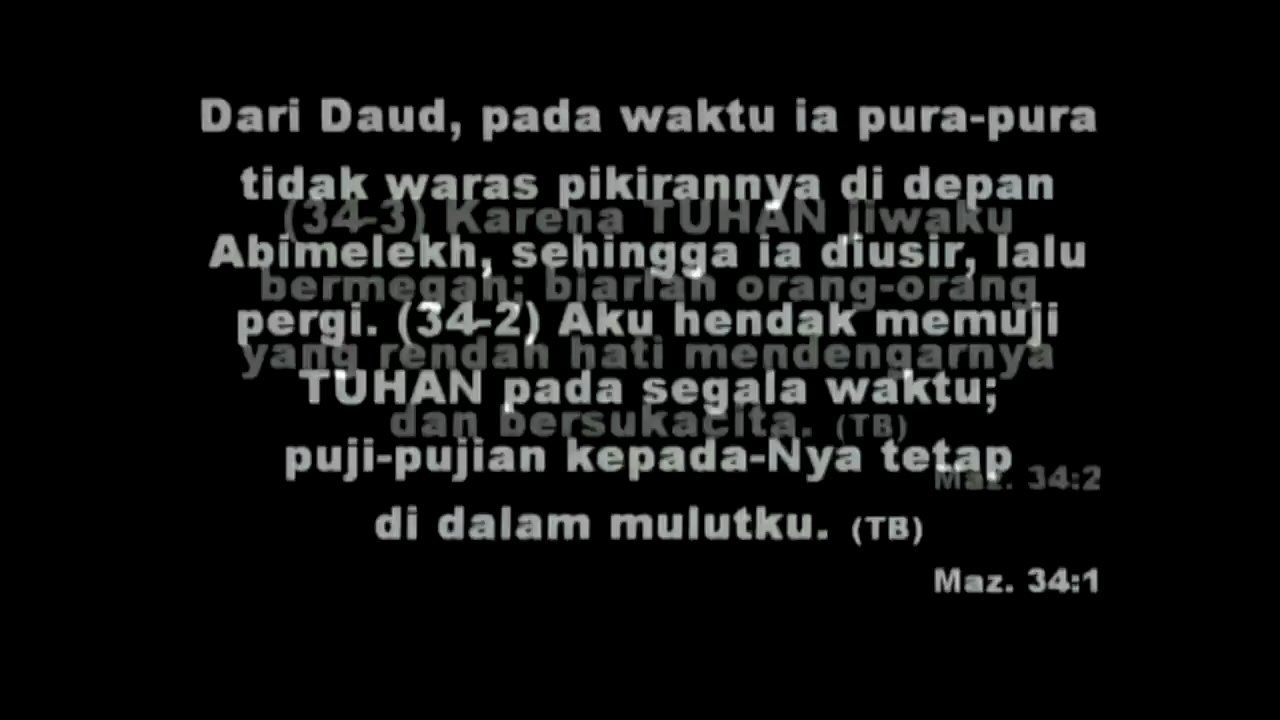 Dari Daud, pada waktu ia pura-pura
tidak waras pikirannya di depan
Abimelekh, sehingga ia diusir, lalu
pergi. (34-2) Aku hendak memuji
TUHAN pada segala waktu;
puji-pujian kepada-Nya tetap
di dalam mulutku. (TB)
Maz. 34:1
(34-3) Karena TUHAN jiwaku
bermegah; biarlah orang-orang
yang rendah hati mendengarnya
dan bersukacita. (TB)
Maz. 34:2